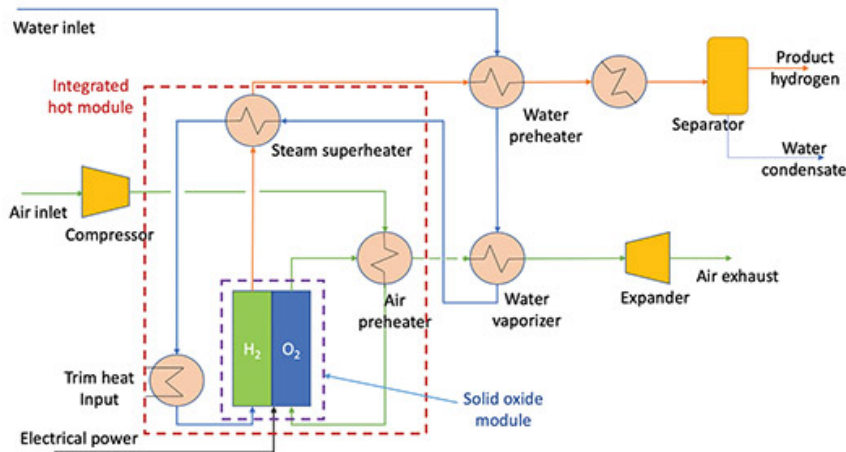 Water inlet
Integrated
hot module
Product
hydrogen
Water
preheater
Separator
Steam superheater
Water
condensate
Air inlet
Compressor
Air
preheater
Water
vaporizer
Expander
Air exhaust
H₂
O₂
Trim heat
Input
Solid oxide
module
Electrical power